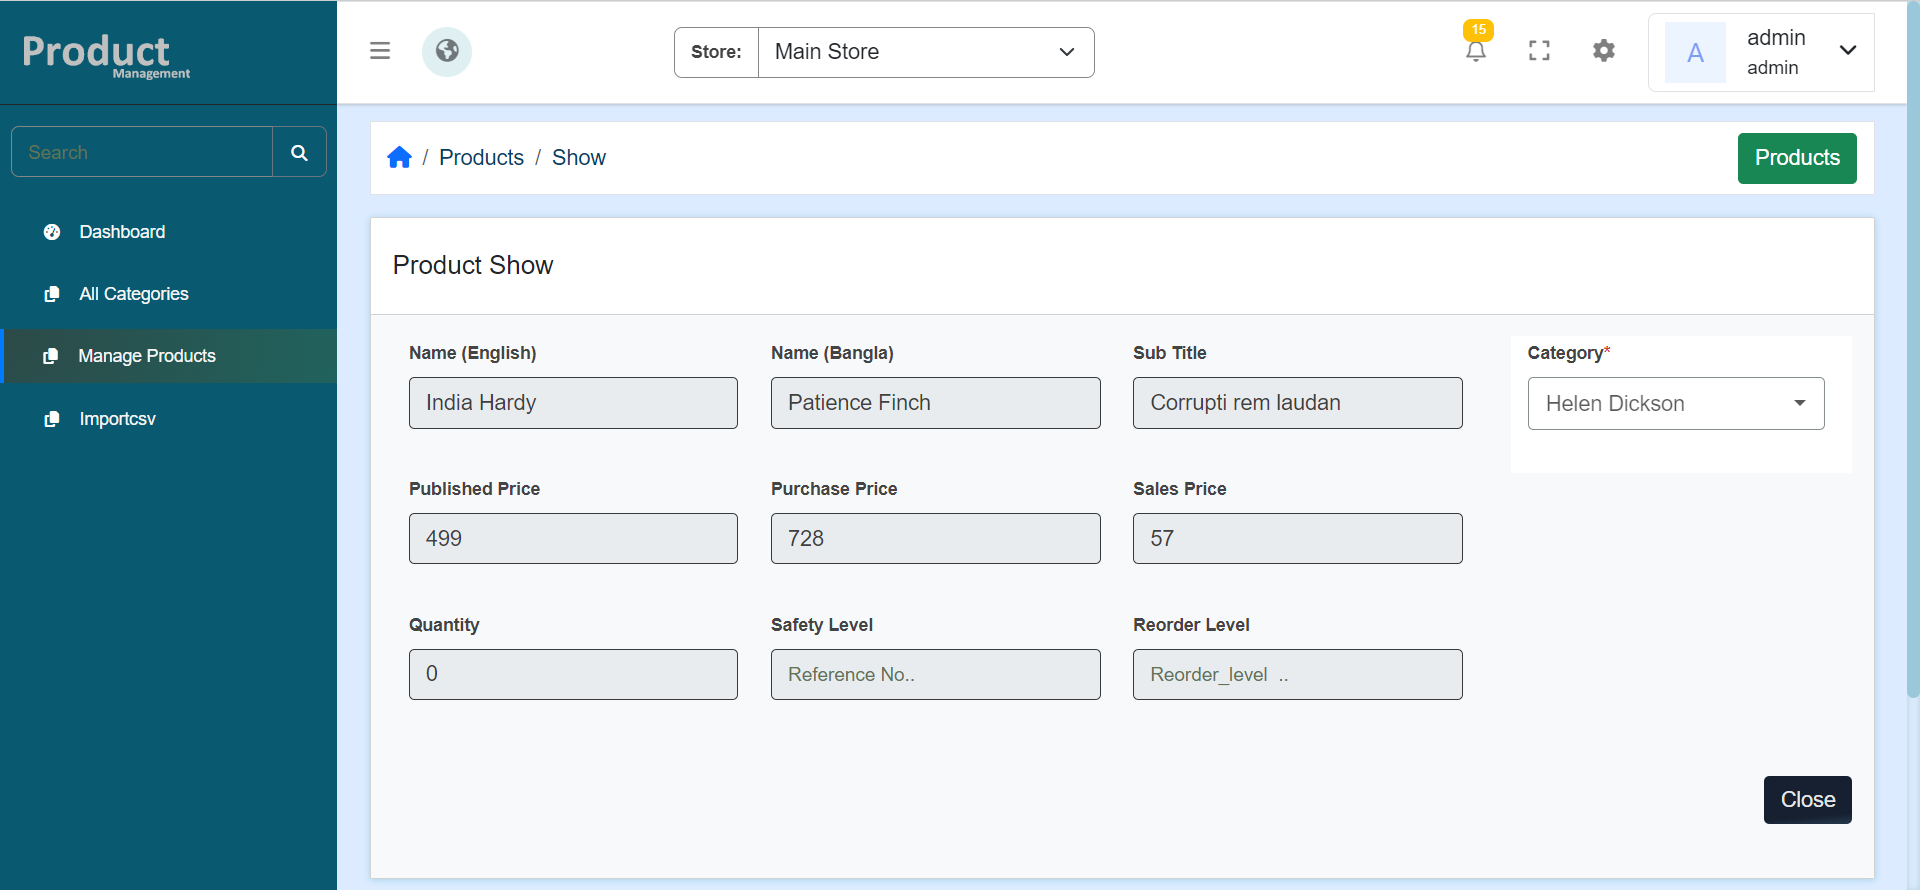 Product
Management
Search
Dashboard
All Categories
Manage Products
Importcsv
Store: Main Store
15
A
admin
admin
/ Products / Show
Products
Product Show
Name (English)
India Hardy
Name (Bangla)
Patience Finch
Sub Title
Corrupti rem laudan
Category*
Helen Dickson
Published Price
499
Purchase Price
728
Sales Price
57
Quantity
0
Safety Level
Reference No..
Reorder Level
Reorder_level ..
Close